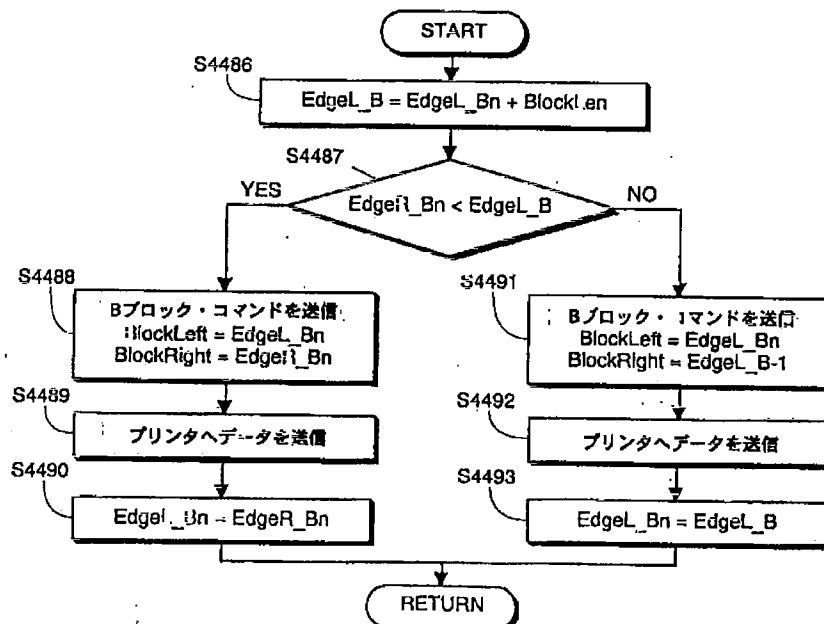 START
S4486
EdgeL_B = EdgeL_Bn + BlockLen
S4487
EdgeR_Bn < EdgeL_B
YES
NO
S4488
Bブロック・コマンドを送信
BlockLeft = EdgeL_Bn
BlockRight = EdgeR_Bn
S4489
プリンタへデータを送信
S4490
EdgeL_Bn = EdgeR_Bn
S4491
Bブロック・コマンドを送信
BlockLeft = EdgeL_Bn
BlockRight = EdgeL_B-1
S4492
プリンタへデータを送信
S4493
EdgeL_Bn = EdgeL_B
RETURN